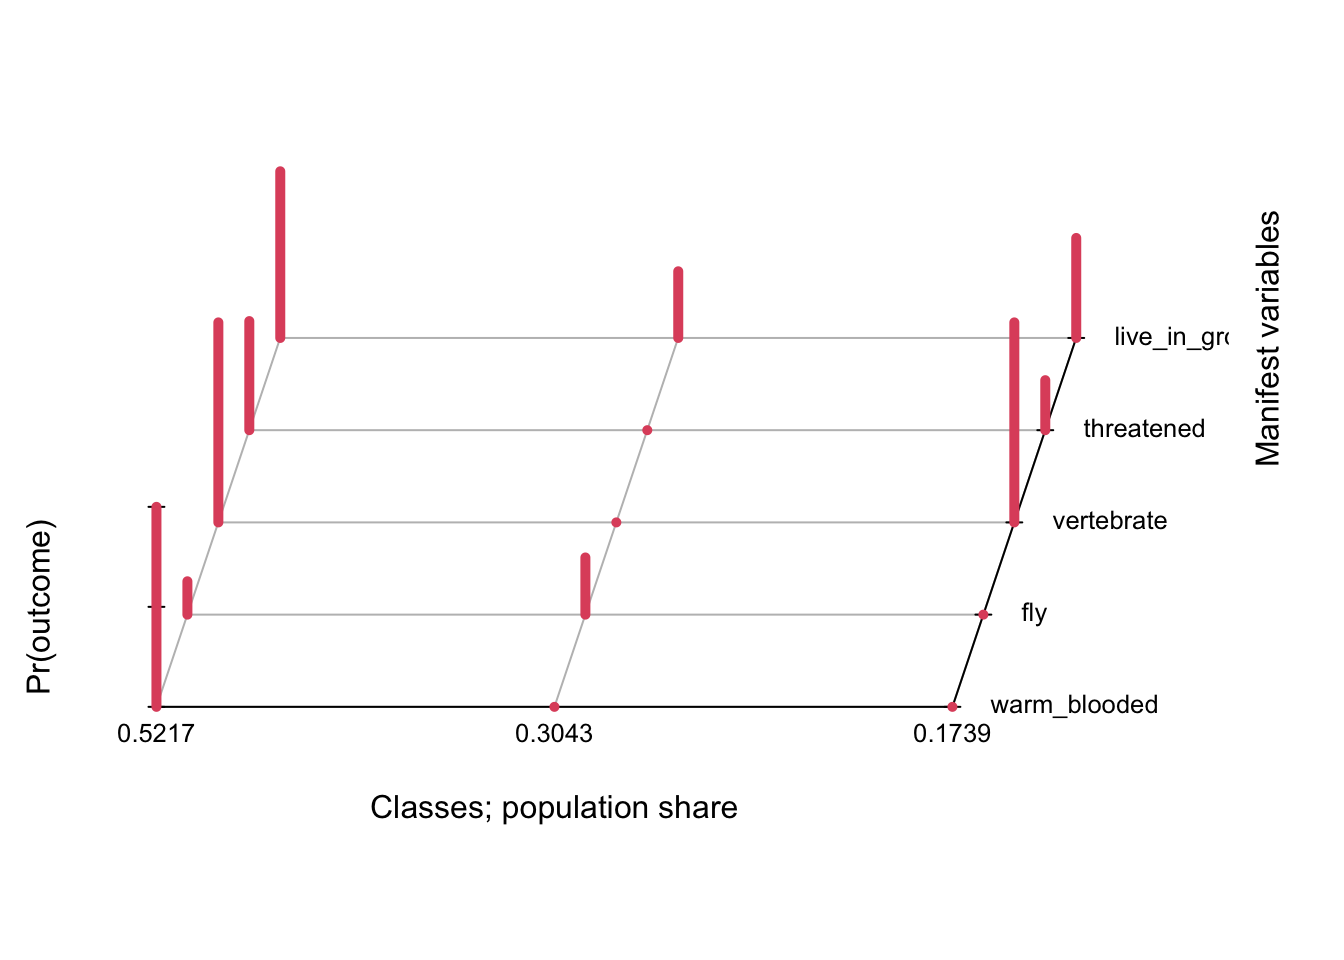 Manifest variables
live_in_gro
threatened
vertebrate
fly
warm_blooded
Pr(outcome)
0.5217 0.3043 0.1739
Classes; population share